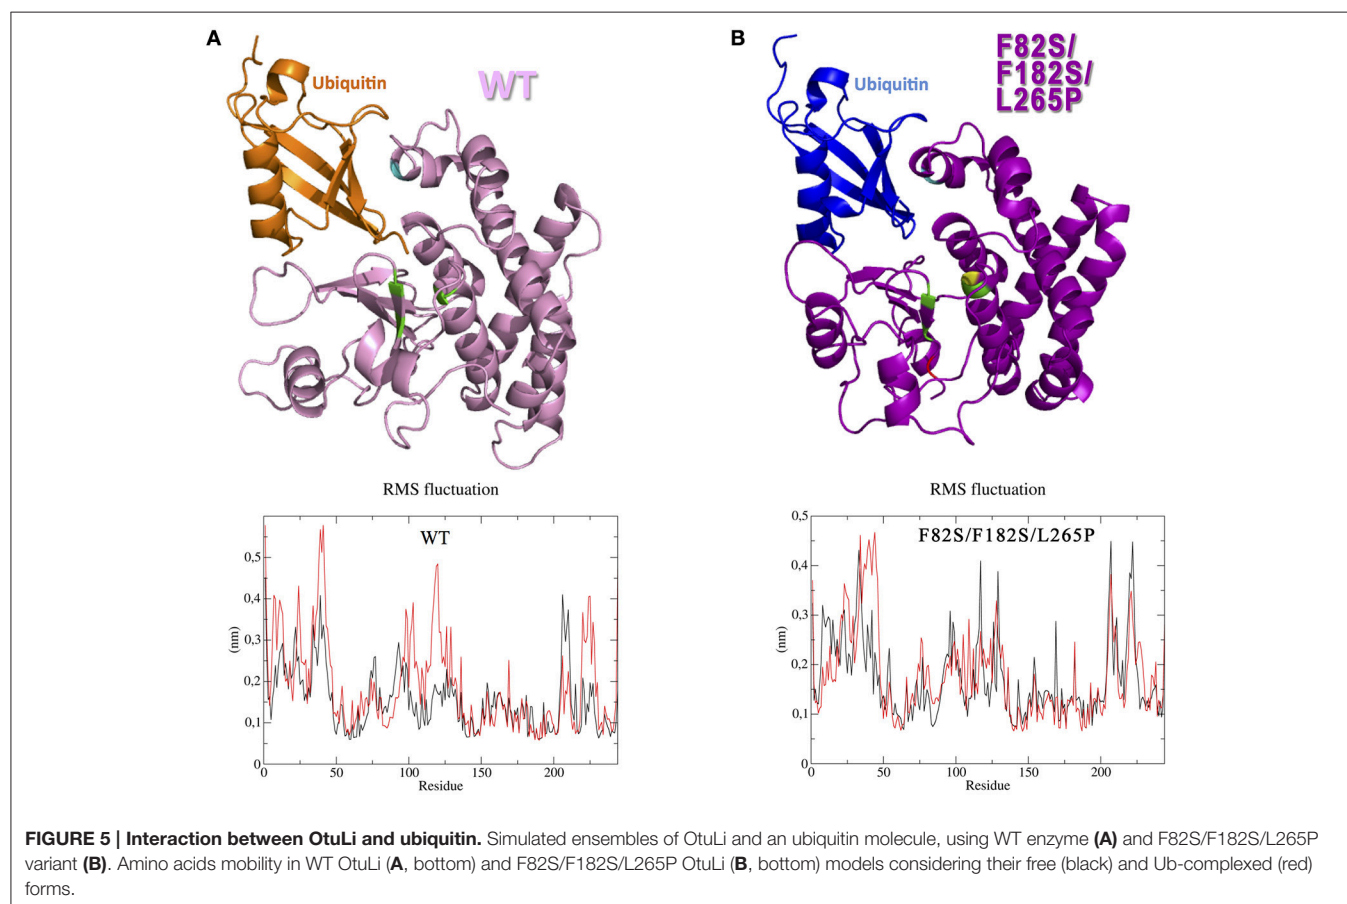 A
Ubiquitin
WT
B
Ubiquitin
F82S/
F182S/
L265P
RMS fluctuation
WT
(nm)
0,5
0,4
0,3
0,2
0,1
0
50
100
150
200
Residue
RMS fluctuation
F82S/F182S/L265P
(nm)
0,5
0,4
0,3
0,2
0,1
0
0
50
100
150
200
Residue
FIGURE 5 | Interaction between OtuLi and ubiquitin. Simulated ensembles of OtuLi and an ubiquitin molecule, using WT enzyme (A) and F82S/F182S/L265P
variant (B). Amino acids mobility in WT OtuLi (A, bottom) and F82S/F182S/L265P OtuLi (B, bottom) models considering their free (black) and Ub-complexed (red)
forms.